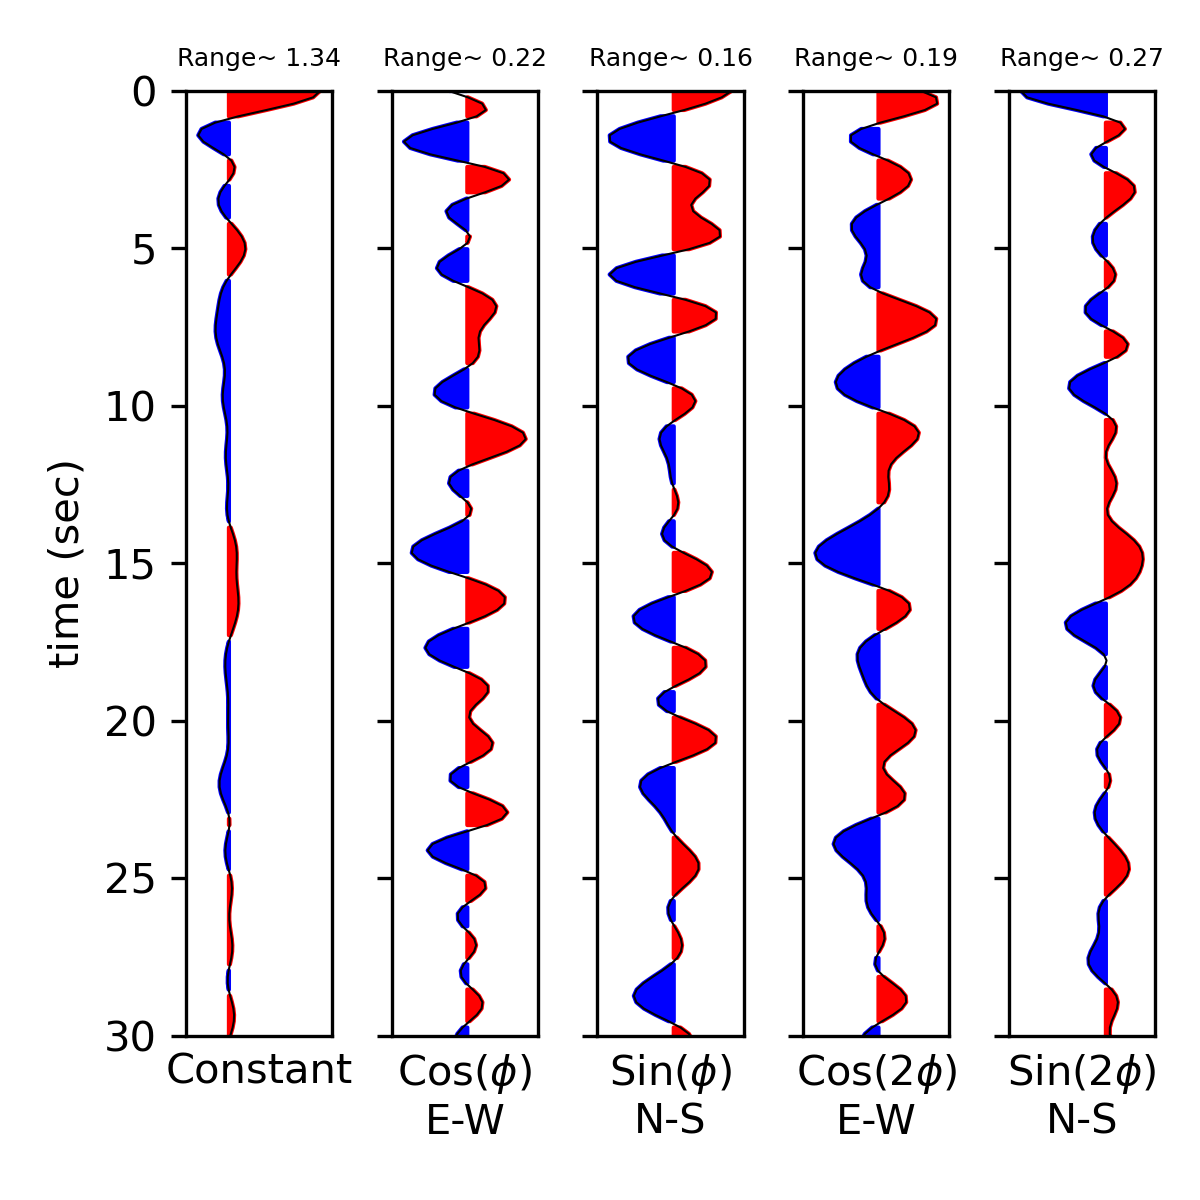 Range~ 1.34 Range~ 0.22 Range~ 0.16 Range~ 0.19 Range~ 0.27
0
5
10
15
20
25
30
time (sec)
Constant Cos(ϕ) Sin(ϕ) Cos(2ϕ) Sin(2ϕ)
E-W N-S E-W N-S